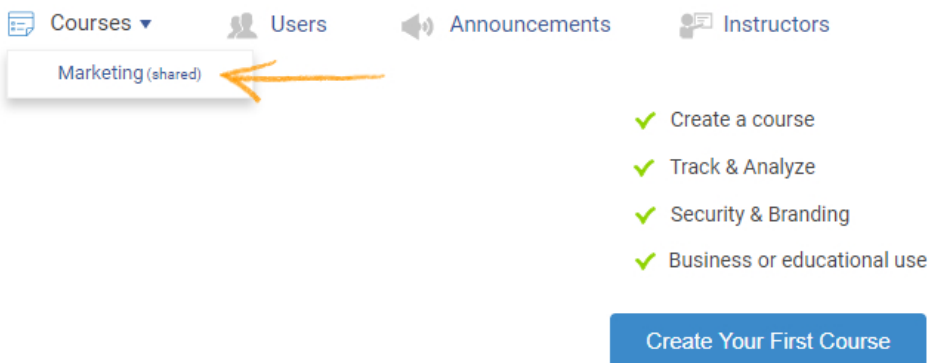 Courses Users Announcements Instructors
Marketing (shared)
Create a course
Track & Analyze
Security & Branding
Business or educational use
Create Your First Course